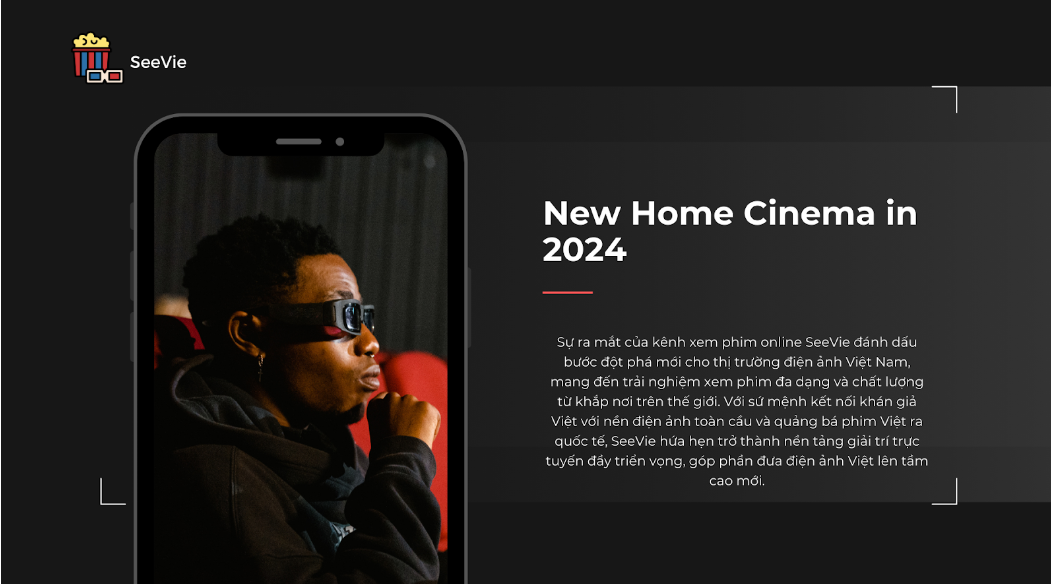 SeeVie
New Home Cinema in
2024
Sự ra mắt của kênh xem phim online SeeVie đánh dấu
bước đột phá mới cho thị trường điện ảnh Việt Nam,
mang đến trải nghiệm xem phim đa dạng và chất lượng
từ khắp nơi trên thế giới. Với sứ mệnh kết nối khán giả
Việt với nền điện ảnh toàn cầu và quảng bá phim Việt ra
quốc tế, SeeVie hứa hẹn trở thành nền tảng giải trí trực
tuyến đầy triển vọng, góp phần đưa điện ảnh Việt lên tầm
cao mới.